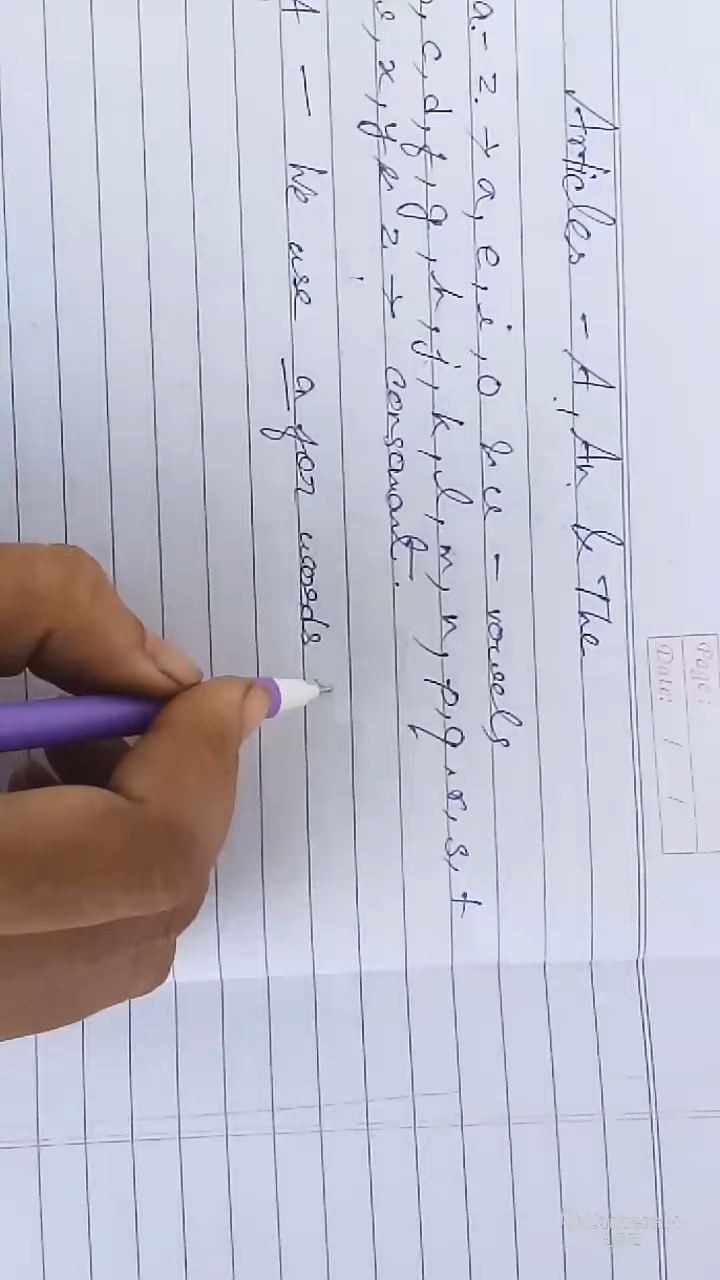 Page:
Date: / /
Articles - A, An & The
a - z → a, e, i, o & u - vowels
b, c, d, f, g, h, j, k, l, m, n, p, q, r, s, t
x, y & z → consonant.
A - We use a for words